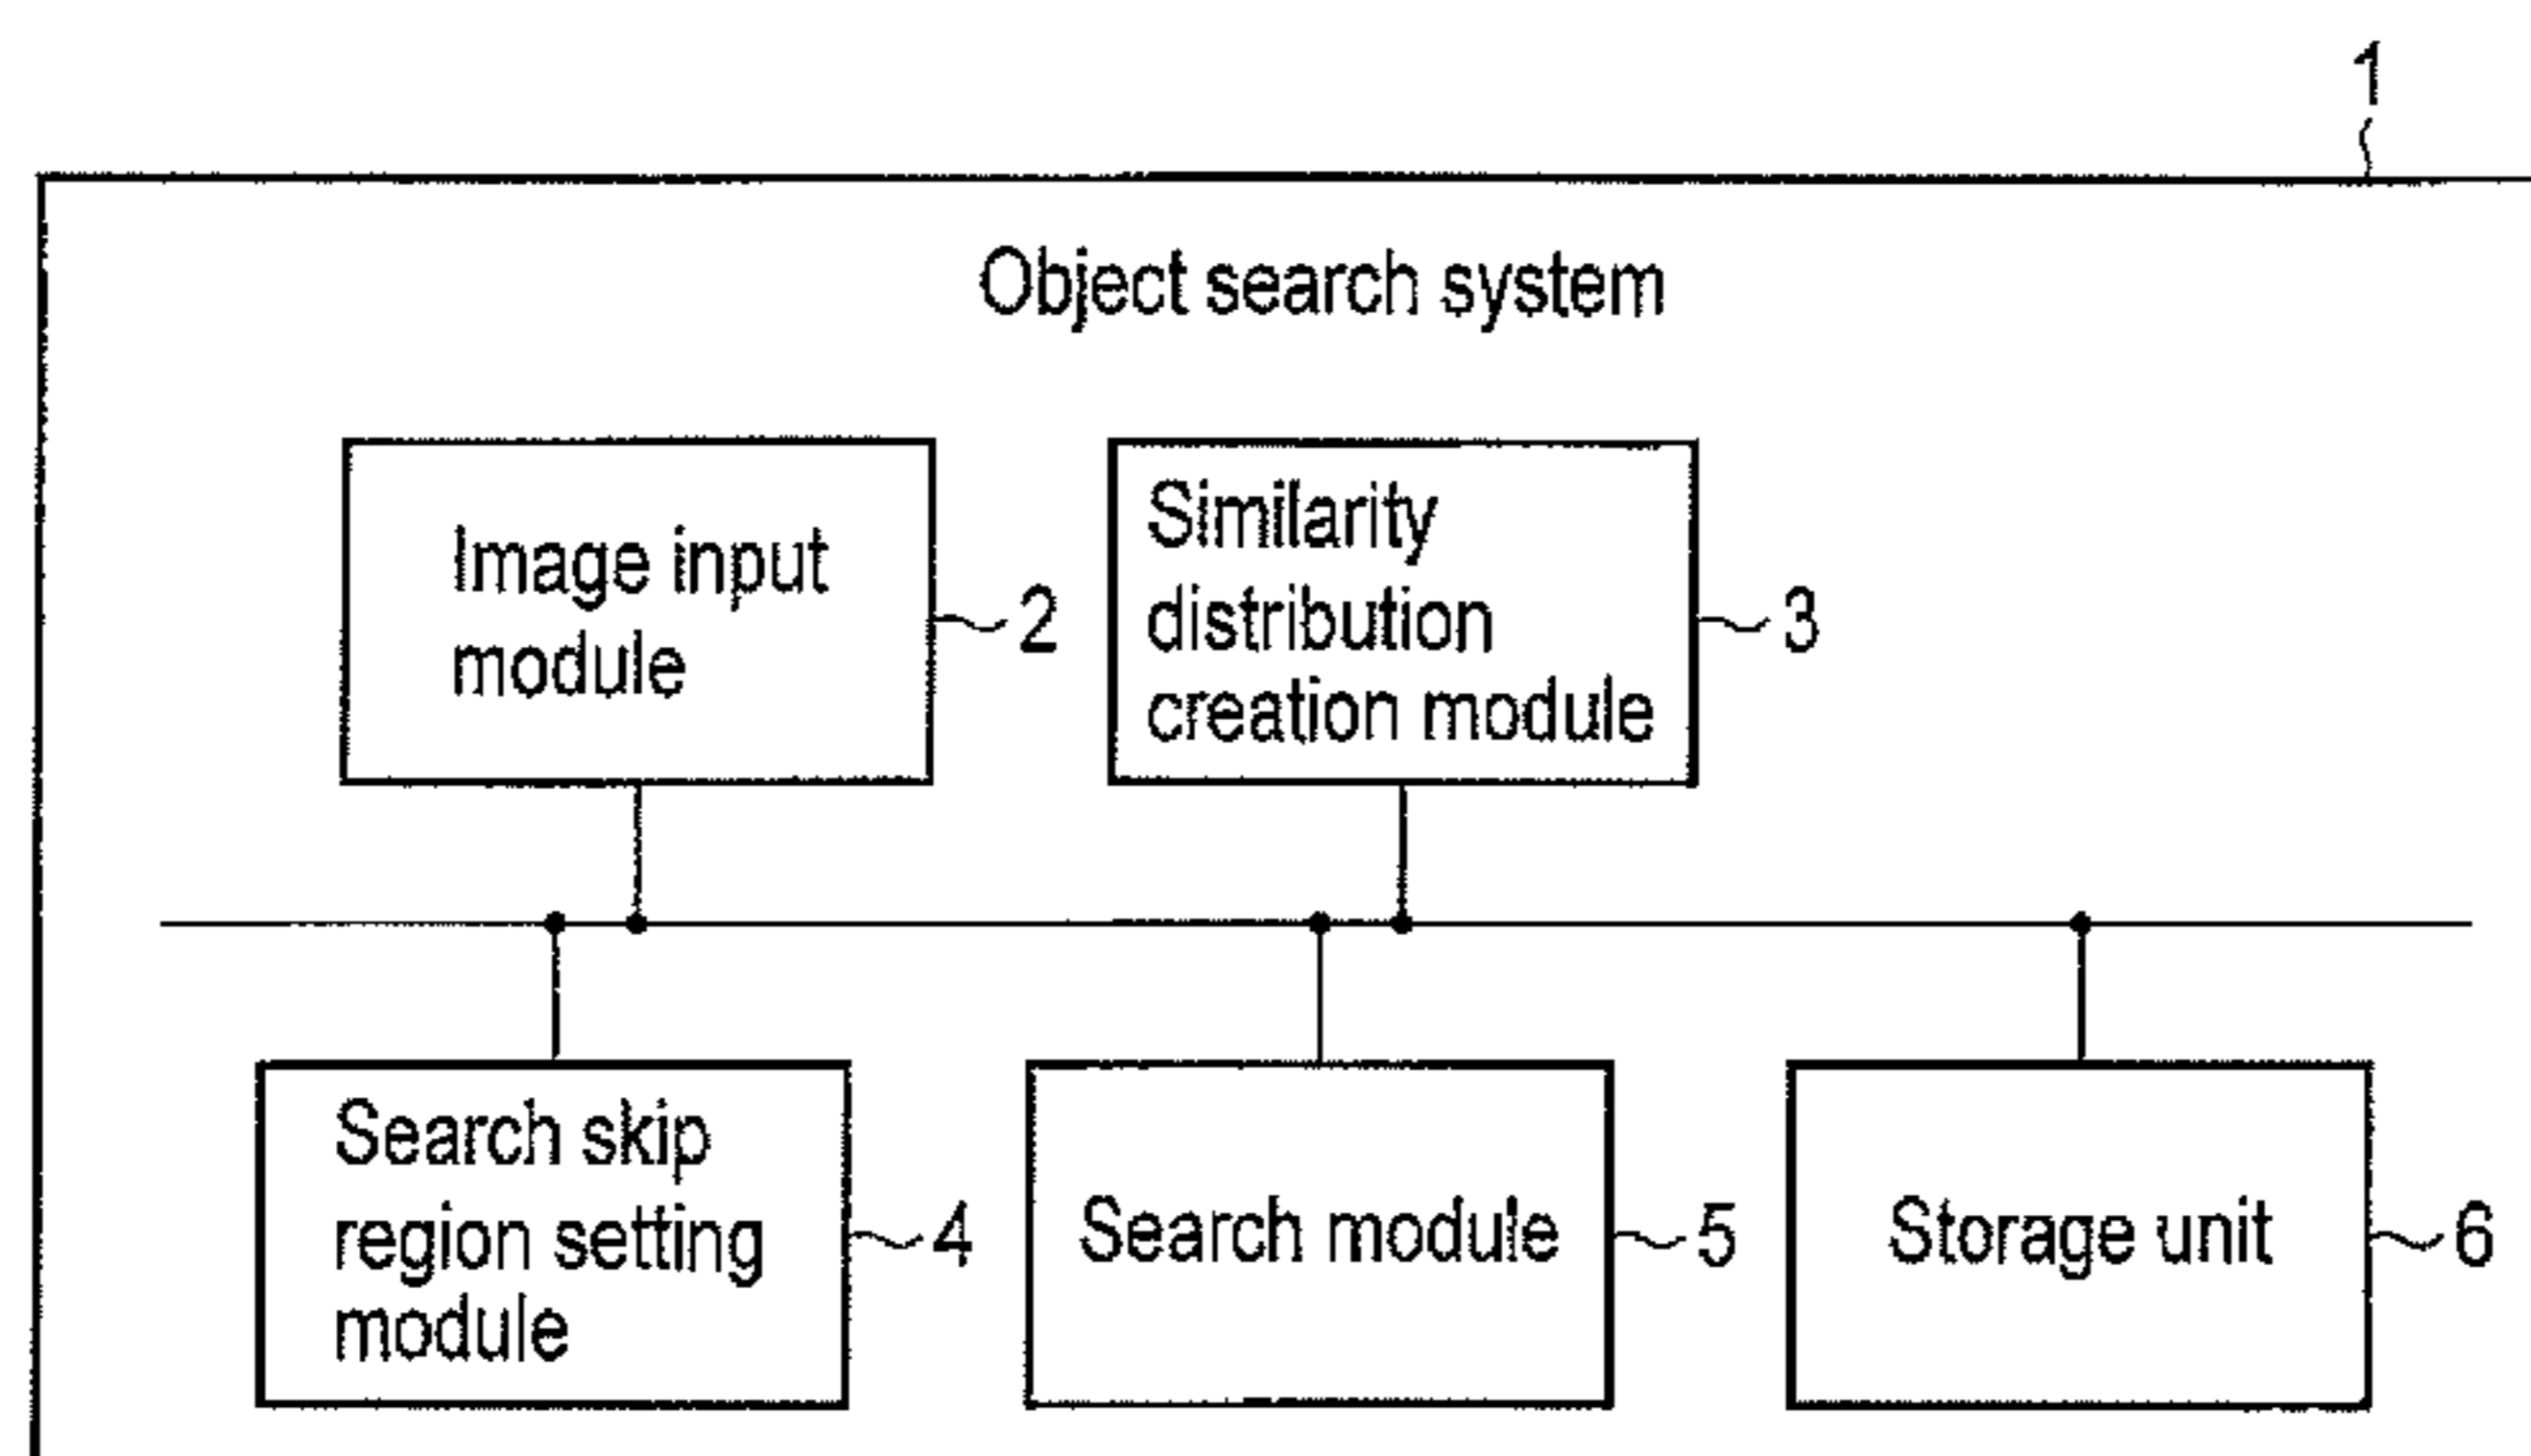 1
Object search system
Image input
module
2
Similarity
distribution
creation module
3
Search skip
region setting
module
4
Search module
5
Storage unit
6